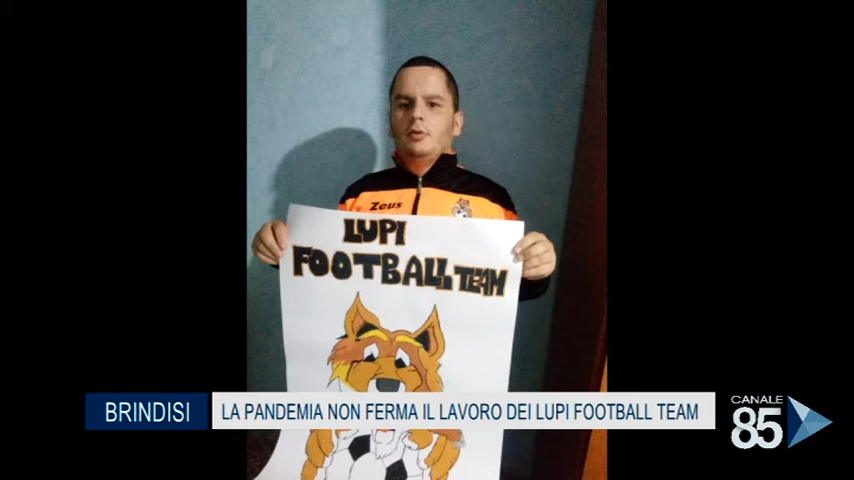 Zeus
LUPI
FOOTBALL TEAM
BRINDISI
LA PANDEMIA NON FERMA IL LAVORO DEI LUPI FOOTBALL TEAM
CANALE
85